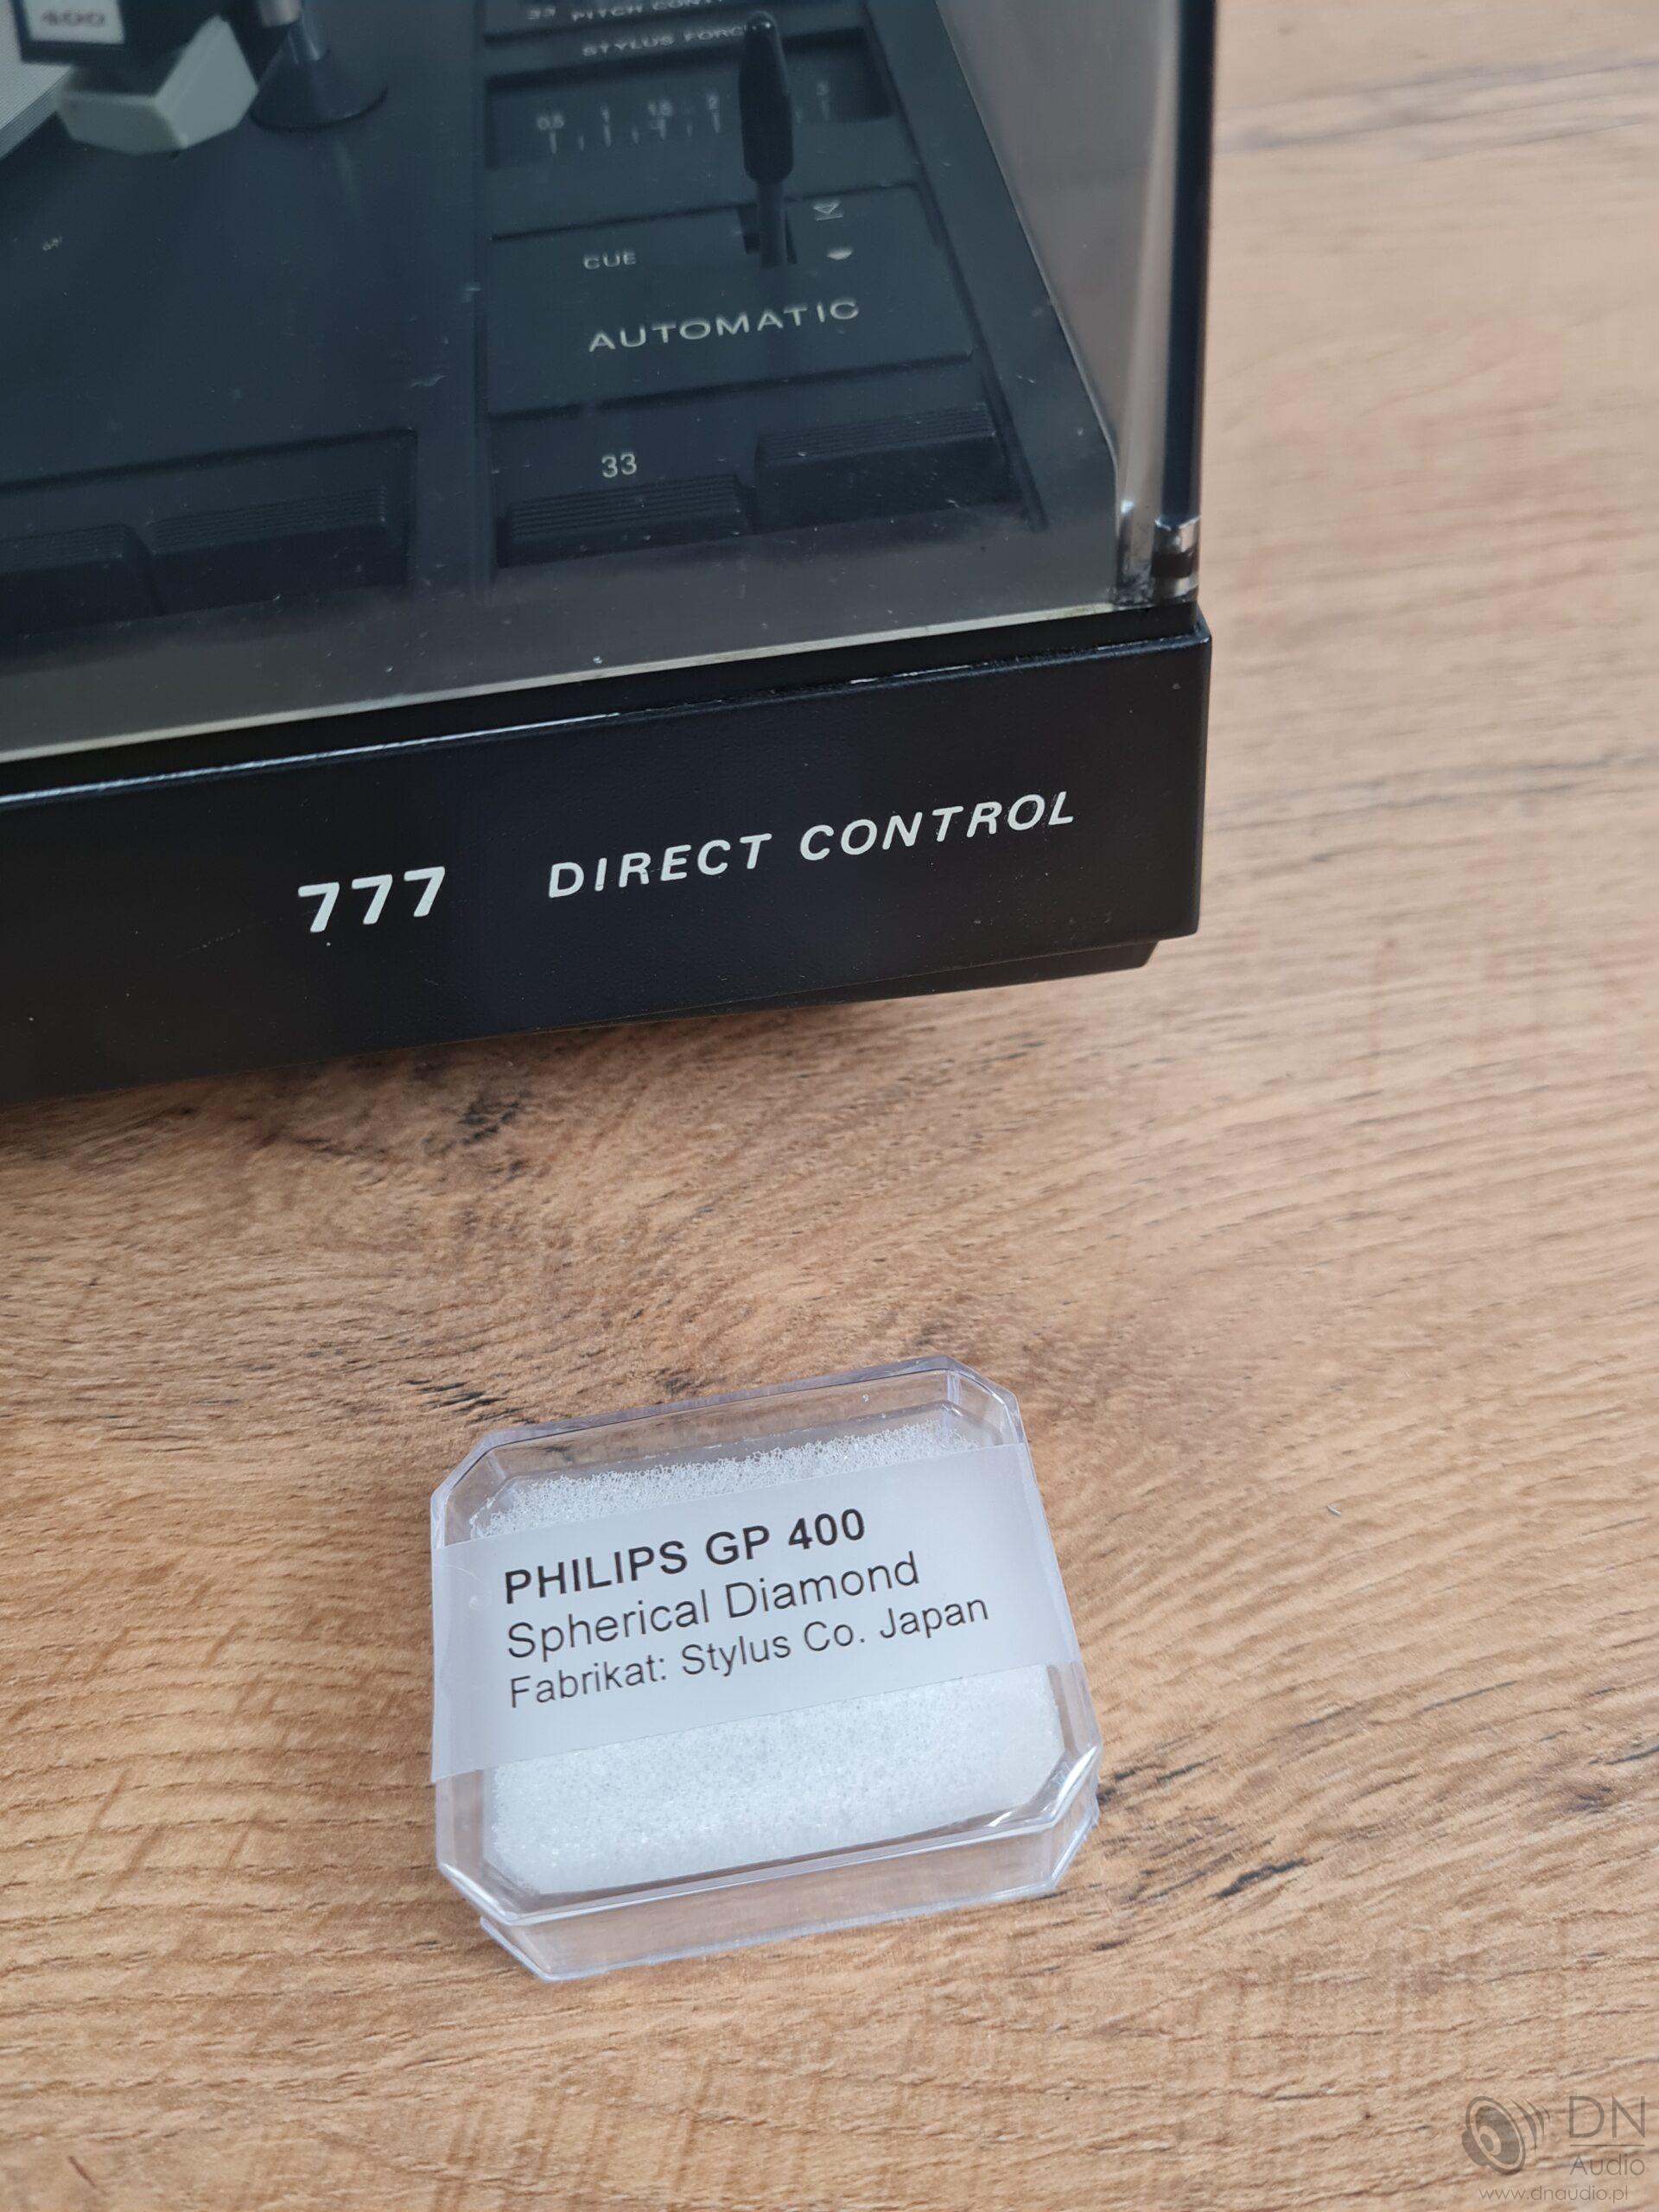 400
33 PITCH CONT
STYLUS FORCE
0.5 1 1.5 2 3
CUE
AUTOMATIC
33
777 DIRECT CONTROL
PHILIPS GP 400
Spherical Diamond
Fabrikat: Stylus Co. Japan
DN
Audio
www.dnaudio.pl